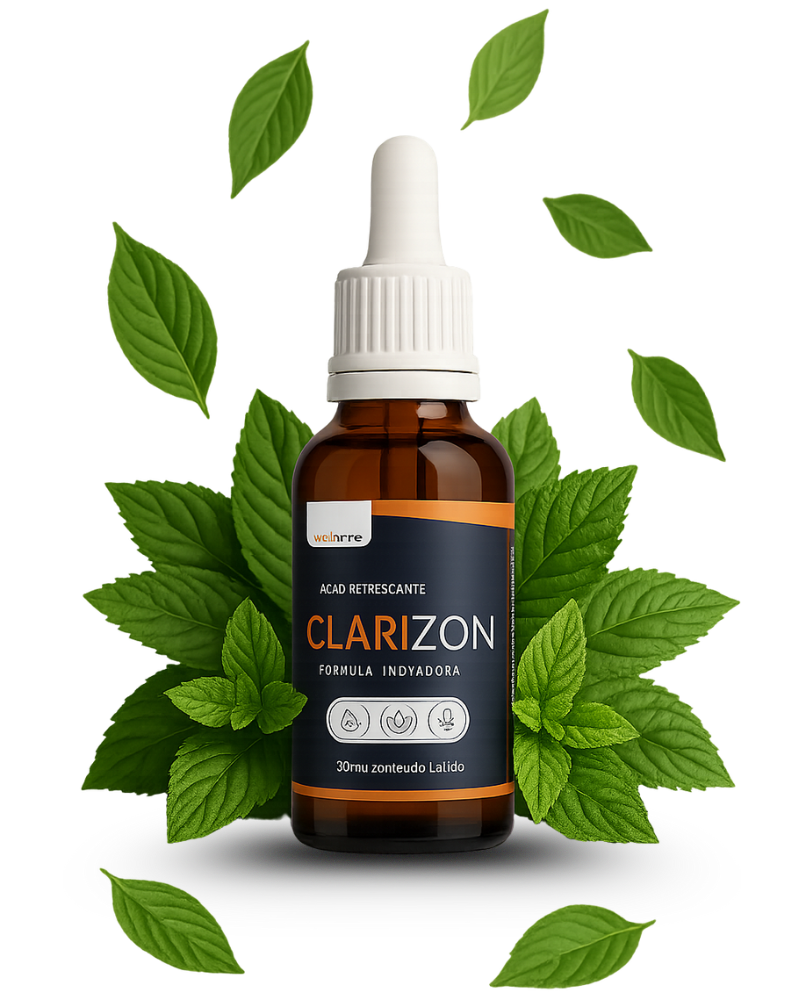 wellnrre
ACAD RETRESCANTE
CLARIZON
FORMULA INDYADORA
30rnu zonteudo Lalido